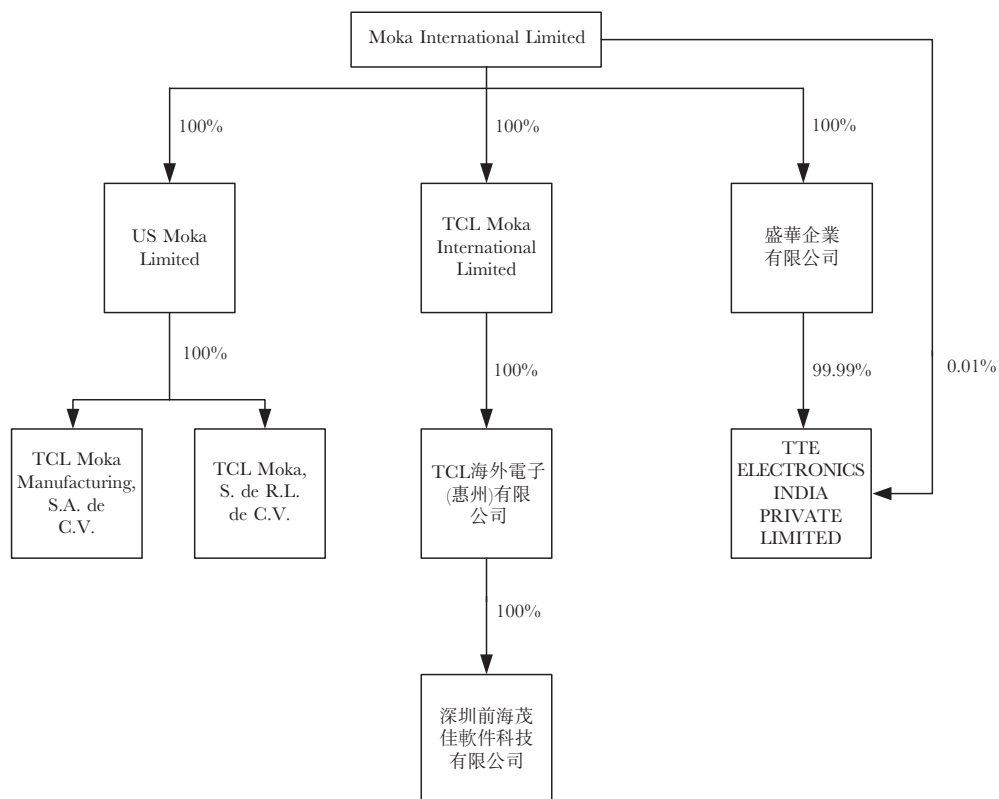 Moka International Limited
100%
100%
100%
US Moka
Limited
TCL Moka
International
Limited
盛華企業
有限公司
100%
100%
99.99%
0.01%
TCL Moka
Manufacturing,
S.A. de
C.V.
TCL Moka,
S. de R.L.
de C.V.
TCL海外電子
(惠州)有限
公司
TTE
ELECTRONICS
INDIA
PRIVATE
LIMITED
100%
深圳前海茂
佳軟件科技
有限公司